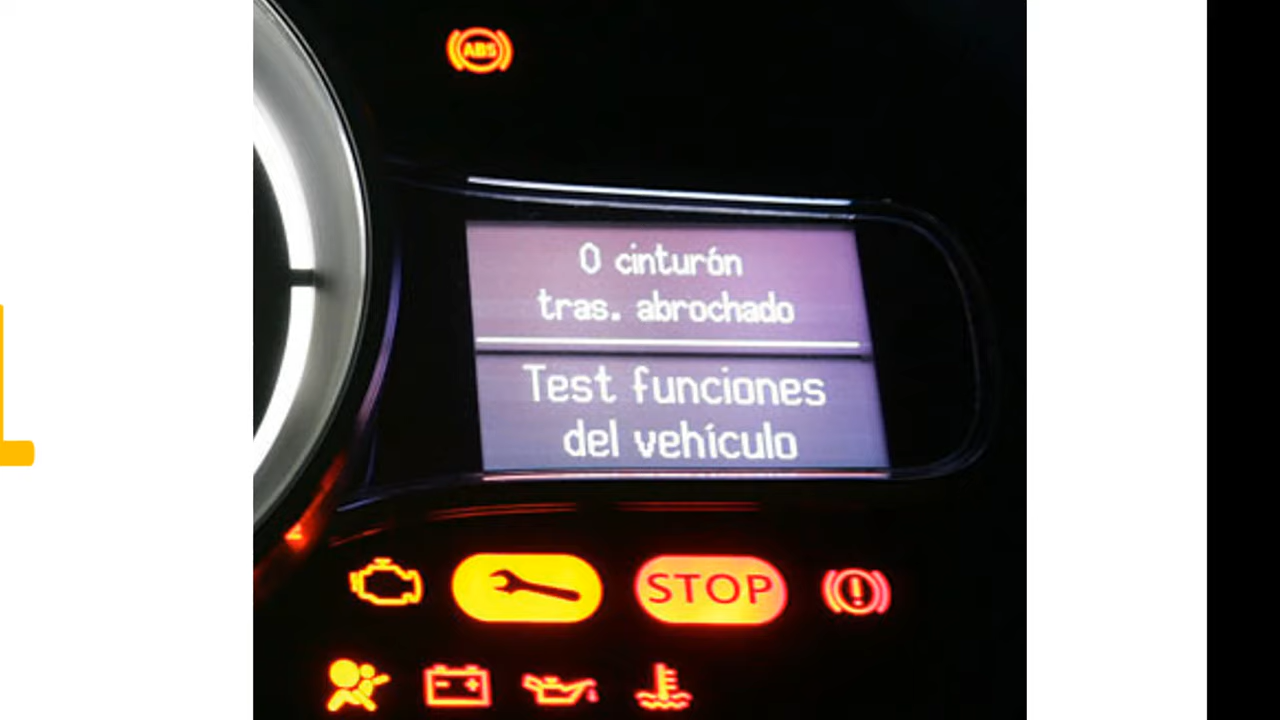 ABS
0 cinturón
tras. abrochado
Test funciones
del vehículo
STOP